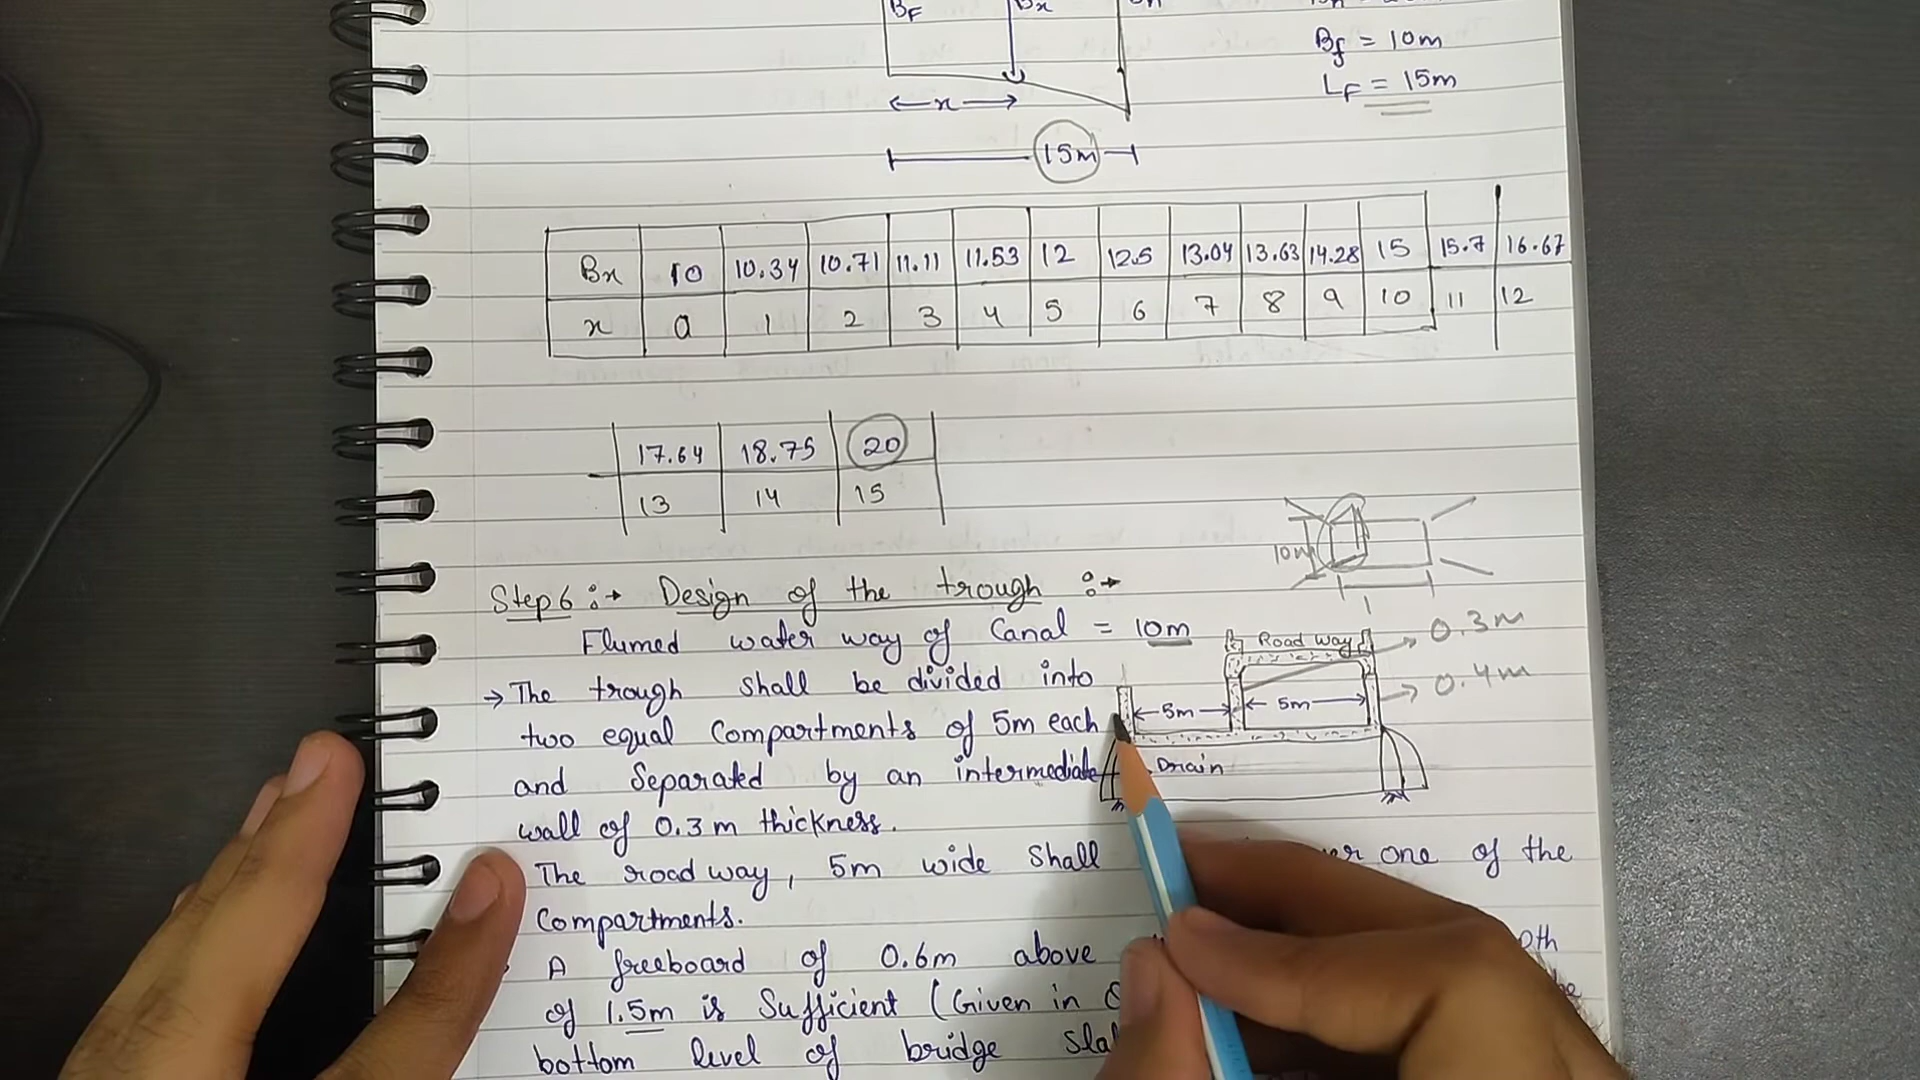 BF Bx
Bf = 10m
LF = 15m
x
15m
Bx 10 10.34 10.71 11.11 11.53 12 12.5 13.04 13.63 14.28 15 15.7 16.67
x 0 1 2 3 4 5 6 7 8 9 10 11 12
17.64 18.75 20
13 14 15
10m
Step 6 :→ Design of the trough :→
Flumed water way of Canal = 10m
Road way
0.3m
→ The trough shall be divided into
0.4m
two equal Compartments of 5m each
5m 5m
and Separated by an intermediate
Drain
wall of 0.3m thickness.
The road way, 5m wide Shall one of the
Compartments.
A freeboard of 0.6m above
of 1.5m is Sufficient (Given in
bottom level of bridge